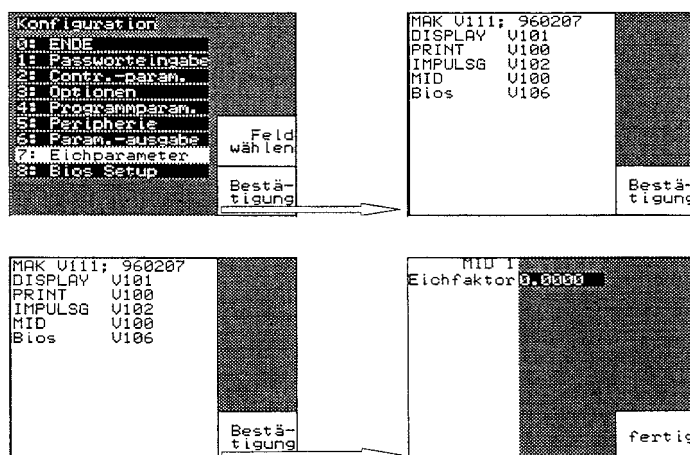 Konfiguration
0: ENDE
1: Passworteingabe
2: Contr.-param.
3: Optionen
4: Programmparam.
5: Peripherie
6: Param.-ausgabe
7: Eichparameter
8: Bios Setup
Feld
wählen
Bestä-
tigung
MAK V111; 960207
DISPLAY V101
PRINT V100
IMPULSG V102
MID V100
Bios V106
Bestä-
tigung
MAK V111; 960207
DISPLAY V101
PRINT V100
IMPULSG V102
MID V100
Bios V106
Bestä-
tigung
MID 1
Eichfaktor 0.0000
fertig